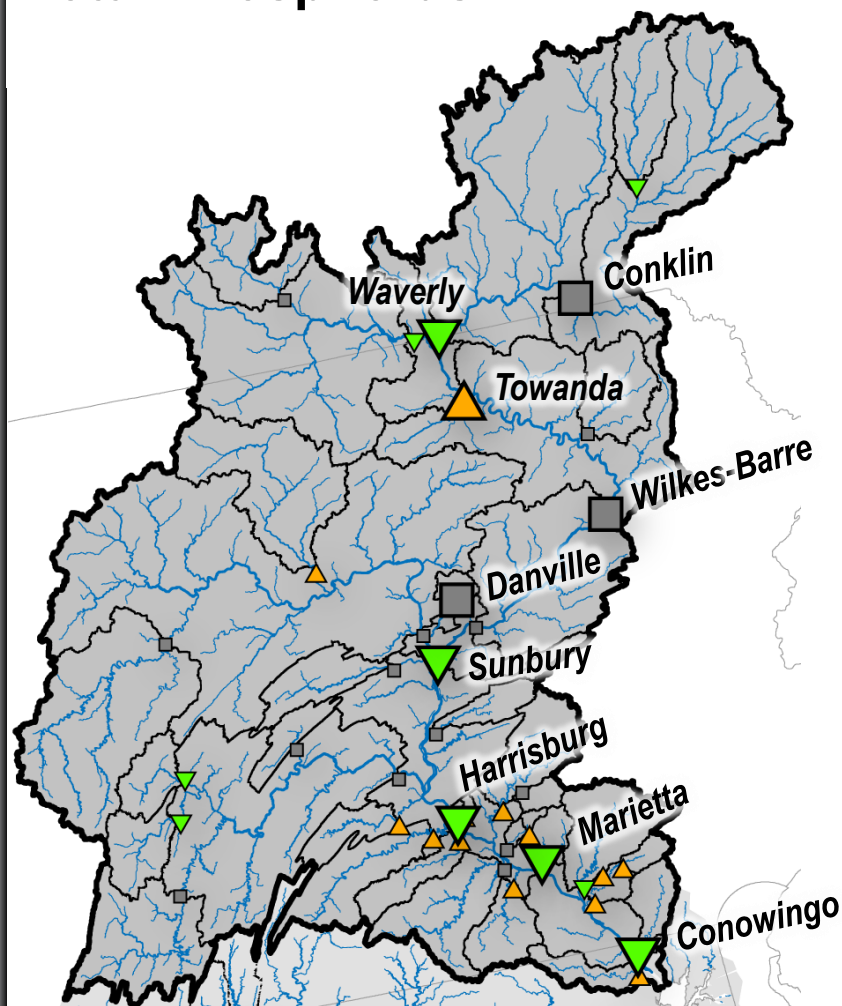 Conklin
Waverly
Towanda
Wilkes-Barre
Danville
Sunbury
Harrisburg
Marietta
Conowingo